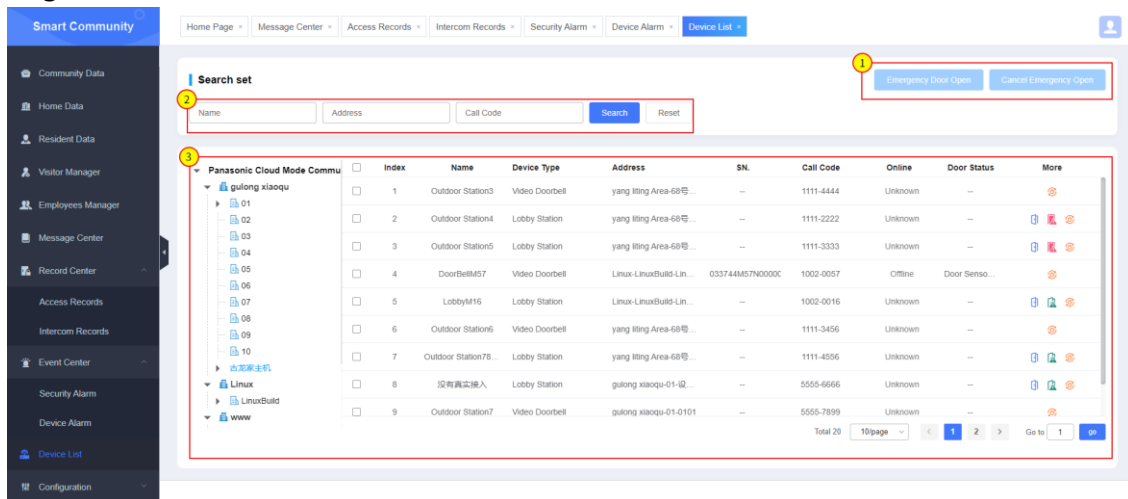 Smart Community
Home Page × Message Center × Access Records × Intercom Records × Security Alarm × Device Alarm × Device List ×
Community Data
Home Data
Resident Data
Visitor Manager
Employees Manager
Message Center
Record Center
Access Records
Intercom Records
Event Center
Security Alarm
Device Alarm
Device List
Configuration
1
Search set
Emergency Door Open Cancel Emergency Open
2
Name Address Call Code Search Reset
3
Panasonic Cloud Mode Commu
gulong xiaoqu
01
02
03
04
05
06
07
08
09
10
古龙家主机
Linux
LinuxBuild
www
Index Name Device Type Address SN. Call Code Online Door Status More
1 Outdoor Station3 Video Doorbell yang liting Area-68号... -- 1111-4444 Unknown --
2 Outdoor Station4 Lobby Station yang liting Area-68号... -- 1111-2222 Unknown --
3 Outdoor Station5 Lobby Station yang liting Area-68号... -- 1111-3333 Unknown --
4 DoorBellM57 Video Doorbell Linux-LinuxBuild-Lin... 033744M57N0000C 1002-0057 Offline Door Senso...
5 LobbyM16 Lobby Station Linux-LinuxBuild-Lin... -- 1002-0016 Unknown --
6 Outdoor Station6 Video Doorbell yang liting Area-68号... -- 1111-3456 Unknown --
7 Outdoor Station78... Lobby Station yang liting Area-68号... -- 1111-4556 Unknown --
8 没有真实接入 Lobby Station gulong xiaoqu-01-设... -- 5555-6666 Unknown --
9 Outdoor Station7 Video Doorbell gulong xiaoqu-01-0101 -- 5555-7899 Unknown --
Total 20 10/page < 1 2 > Go to 1 go